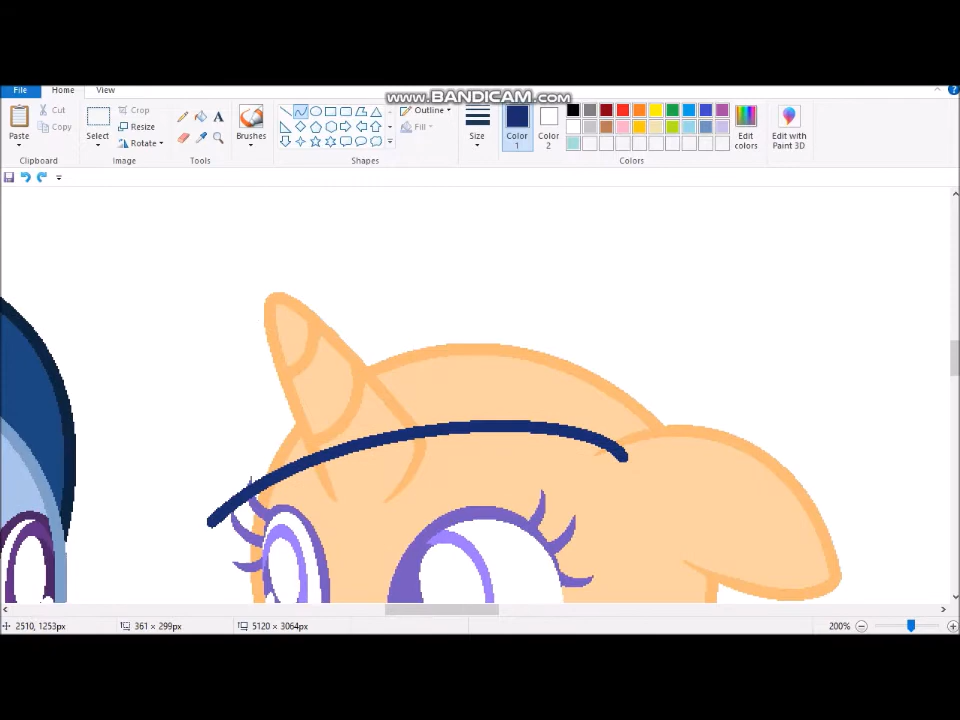 www.BANDICAM.com
File Home View
Paste
Cut
Copy
Clipboard
Select
Crop
Resize
Rotate
Image
Tools
Brushes
Outline
Fill
Shapes
Size
Color 1
Color 2
Edit colors
Colors
Edit with Paint 3D
2510, 1253px 361 × 299px 5120 × 3064px 200%